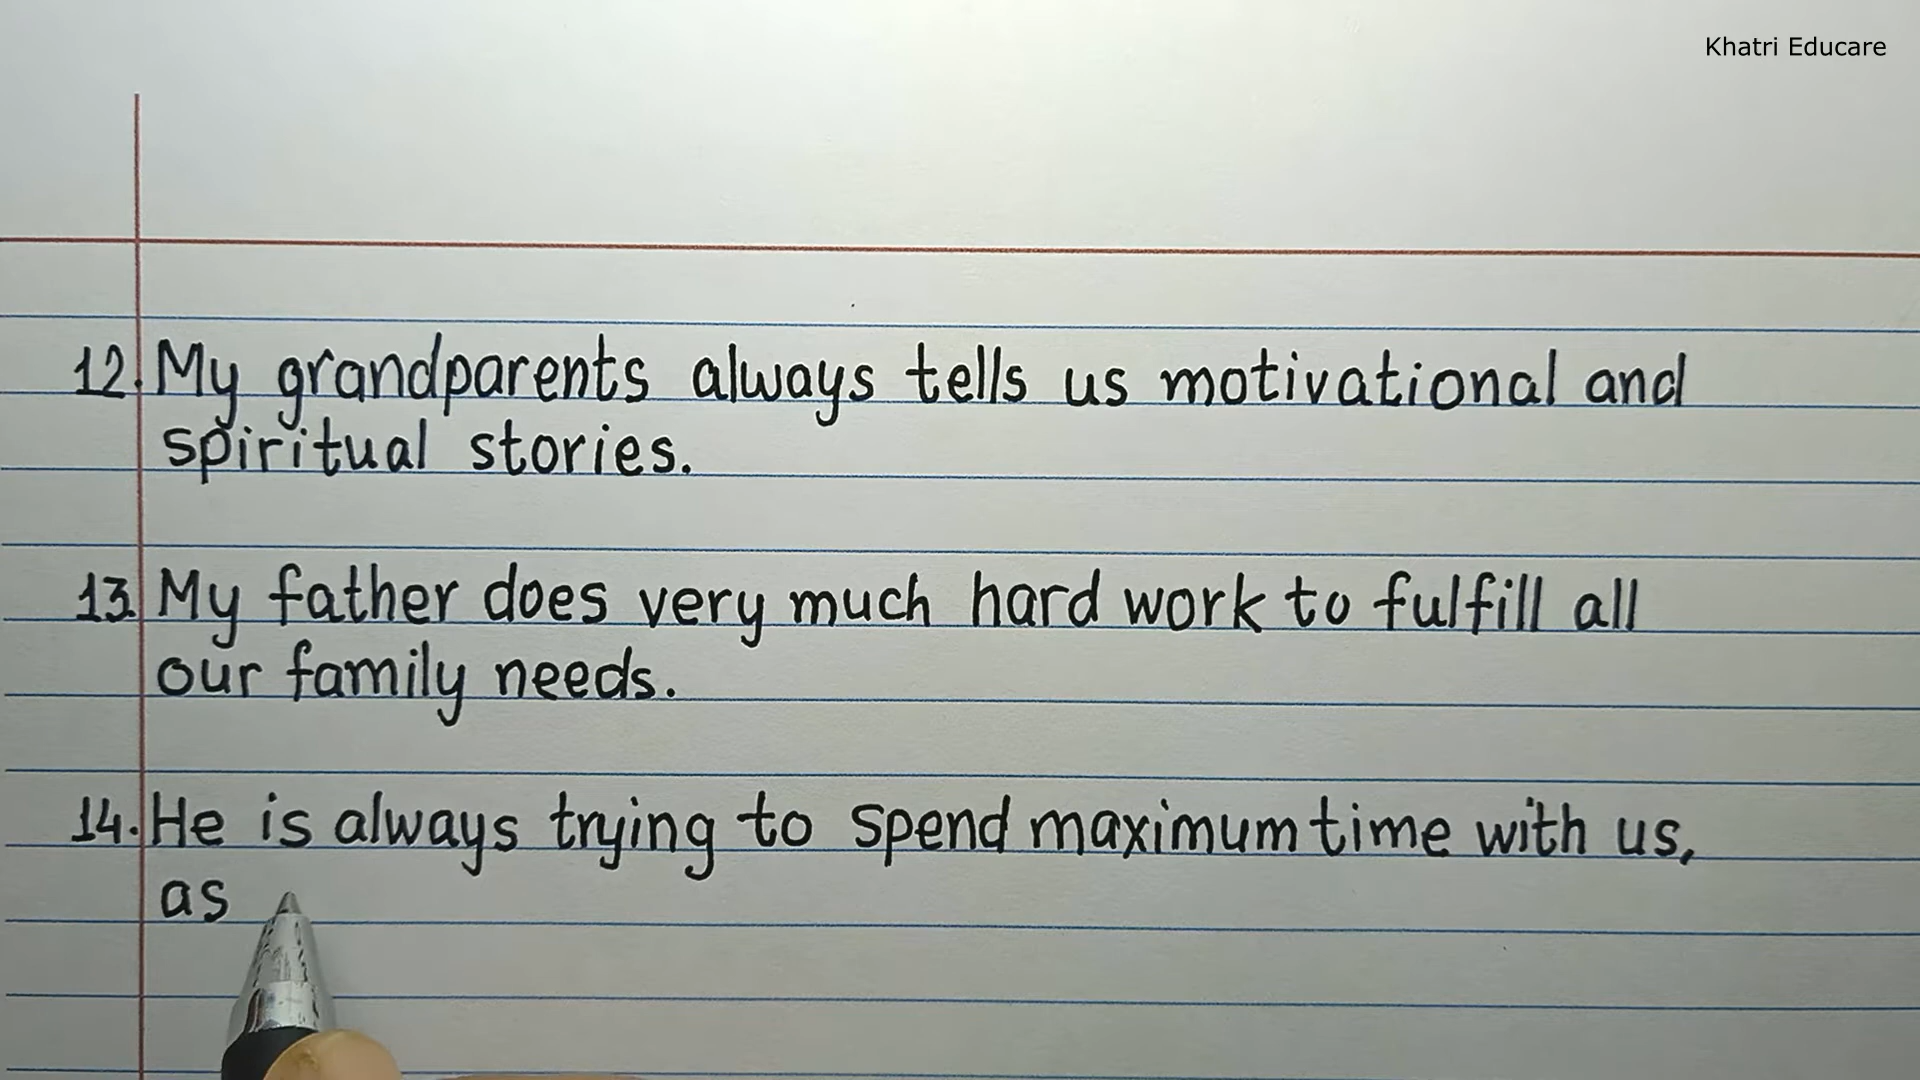 Khatri Educare
12. My grandparents always tells us motivational and
spiritual stories.
13. My father does very much hard work to fulfill all
our family needs.
14. He is always trying to spend maximum time with us,
as